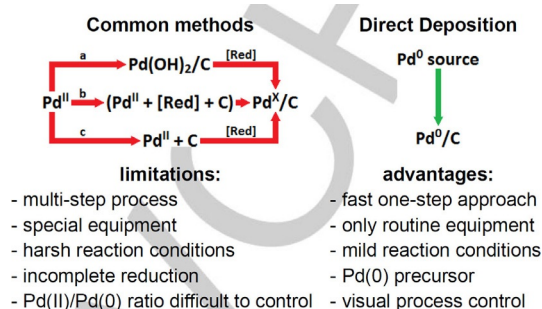 Common methods
a
Pd(OH)₂/C
[Red]
Pdᴵᴵ
b
(Pdᴵᴵ + [Red] + C)
Pdˣ/C
c
Pdᴵᴵ + C
[Red]
limitations:
- multi-step process
- special equipment
- harsh reaction conditions
- incomplete reduction
- Pd(II)/Pd(0) ratio difficult to control
Direct Deposition
Pd⁰ source
Pd⁰/C
advantages:
- fast one-step approach
- only routine equipment
- mild reaction conditions
- Pd(0) precursor
- visual process control